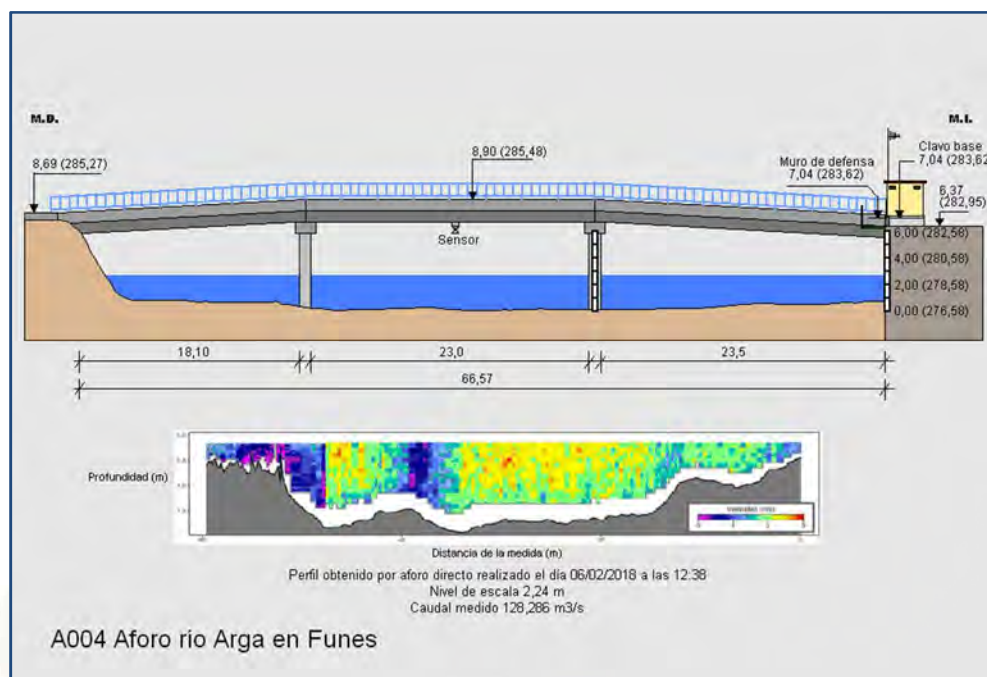 M.D.
M.I.
8,69 (285,27)
8,90 (285,48)
Muro de defensa
7,04 (283,62)
Clavo base
7,04 (283,62
6,37
(282,95)
Sensor
6,00 (282,58)
4,00 (280,58)
2,00 (278,58)
0,00 (276,58)
18,10
23,0
23,5
66,57
Profundidad (m)
Distancia de la medida (m)
Perfil obtenido por aforo directo realizado el día 06/02/2018 a las 12:38
Nivel de escala 2,24 m
Caudal medido 128,286 m3/s
A004 Aforo rio Arga en Funes